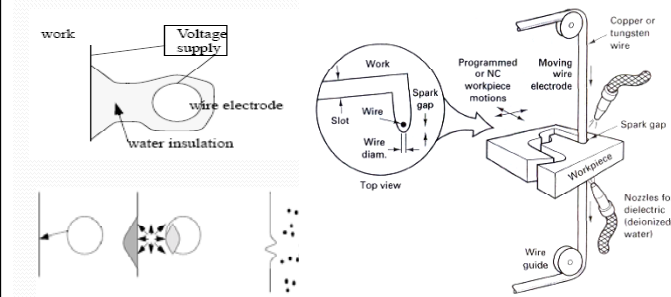 work
Voltage
supply
wire electrode
water insulation
Work
Slot
Wire
Spark
gap
Wire
diam.
Top view
Programmed
or NC
workpiece
motions
Moving
wire
electrode
Copper or
tungsten
wire
Spark gap
Workpiece
Nozzles fo
dielectric
(deionized
water)
Wire
guide